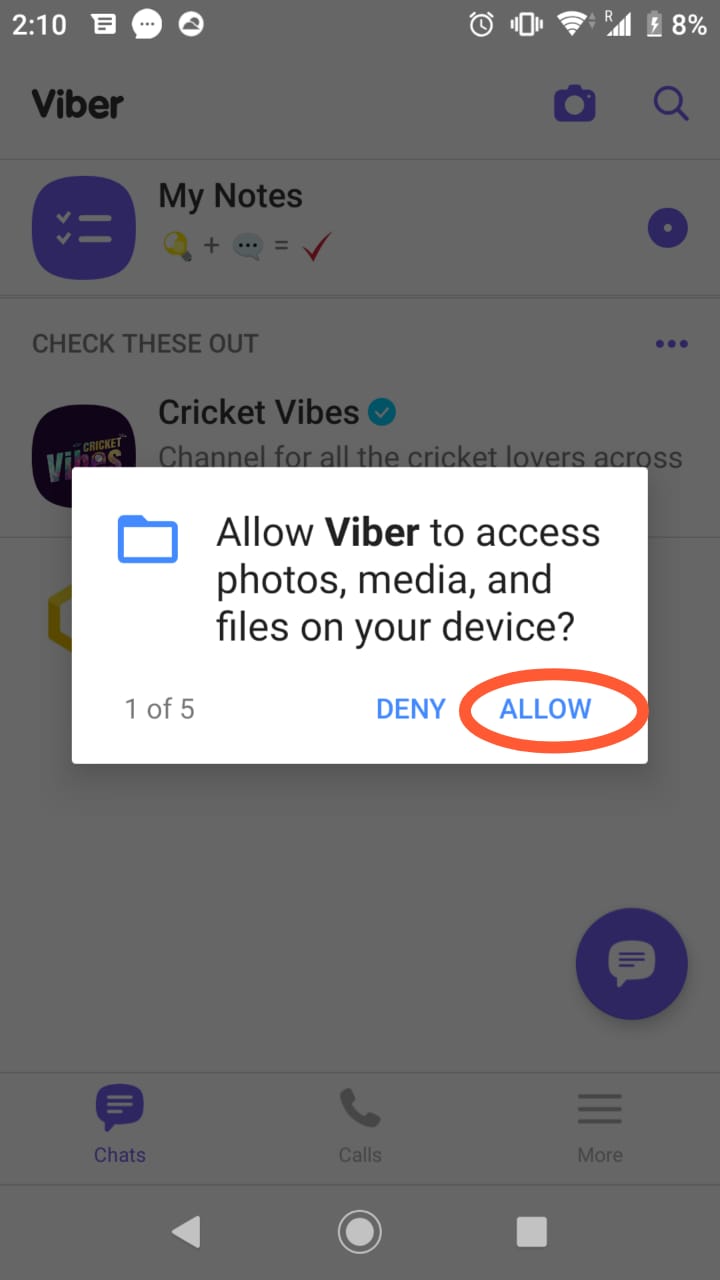 2:10
R
8%
Viber
My Notes
+ =
CHECK THESE OUT
Cricket Vibes
CRICKET
ViBES
Channel for all the cricket lovers across
Allow Viber to access
photos, media, and
files on your device?
1 of 5 DENY ALLOW
Chats Calls More